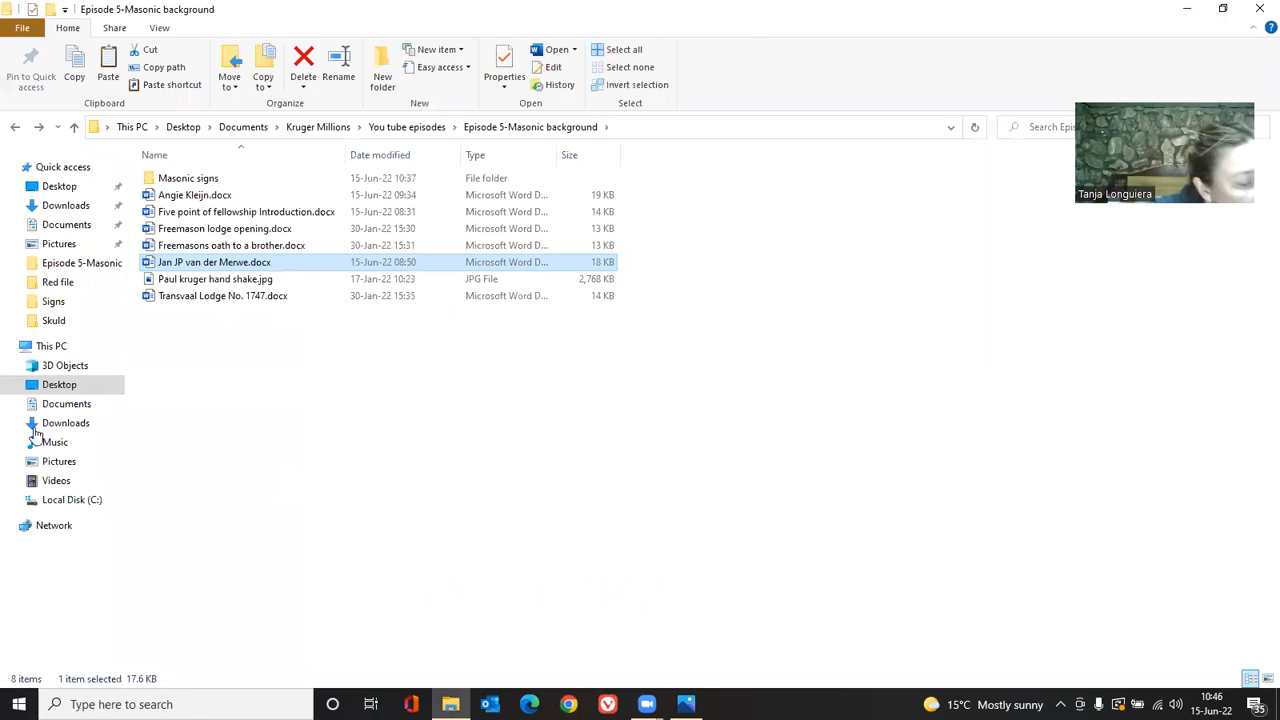 Episode 5-Masonic background
File
Home
Share
View
Pin to Quick access
Copy
Paste
Cut
Copy path
Paste shortcut
Clipboard
Move to
Copy to
Delete
Rename
Organize
New folder
New item
Easy access
New
Properties
Open
Edit
History
Open
Select all
Select none
Invert selection
Select
This PC > Desktop > Documents > Kruger Millions > You tube episodes > Episode 5-Masonic background >
Search Epi
Tanja Longuiera
Name Date modified Type Size
Masonic signs 15-Jun-22 10:37 File folder
Angie Kleijn.docx 15-Jun-22 09:34 Microsoft Word D... 19 KB
Five point of fellowship Introduction.docx 15-Jun-22 08:31 Microsoft Word D... 14 KB
Freemason lodge opening.docx 30-Jan-22 15:30 Microsoft Word D... 13 KB
Freemasons oath to a brother.docx 30-Jan-22 15:31 Microsoft Word D... 13 KB
Jan JP van der Merwe.docx 15-Jun-22 08:50 Microsoft Word D... 18 KB
Paul kruger hand shake.jpg 17-Jan-22 10:23 JPG File 2,768 KB
Transvaal Lodge No. 1747.docx 30-Jan-22 15:35 Microsoft Word D... 14 KB
Quick access
Desktop
Downloads
Documents
Pictures
Episode 5-Masonic
Red file
Signs
Skuld
This PC
3D Objects
Desktop
Documents
Downloads
Music
Pictures
Videos
Local Disk (C:)
Network
8 items 1 item selected 17.6 KB
Type here to search
15°C Mostly sunny
10:46
15-Jun-22
35